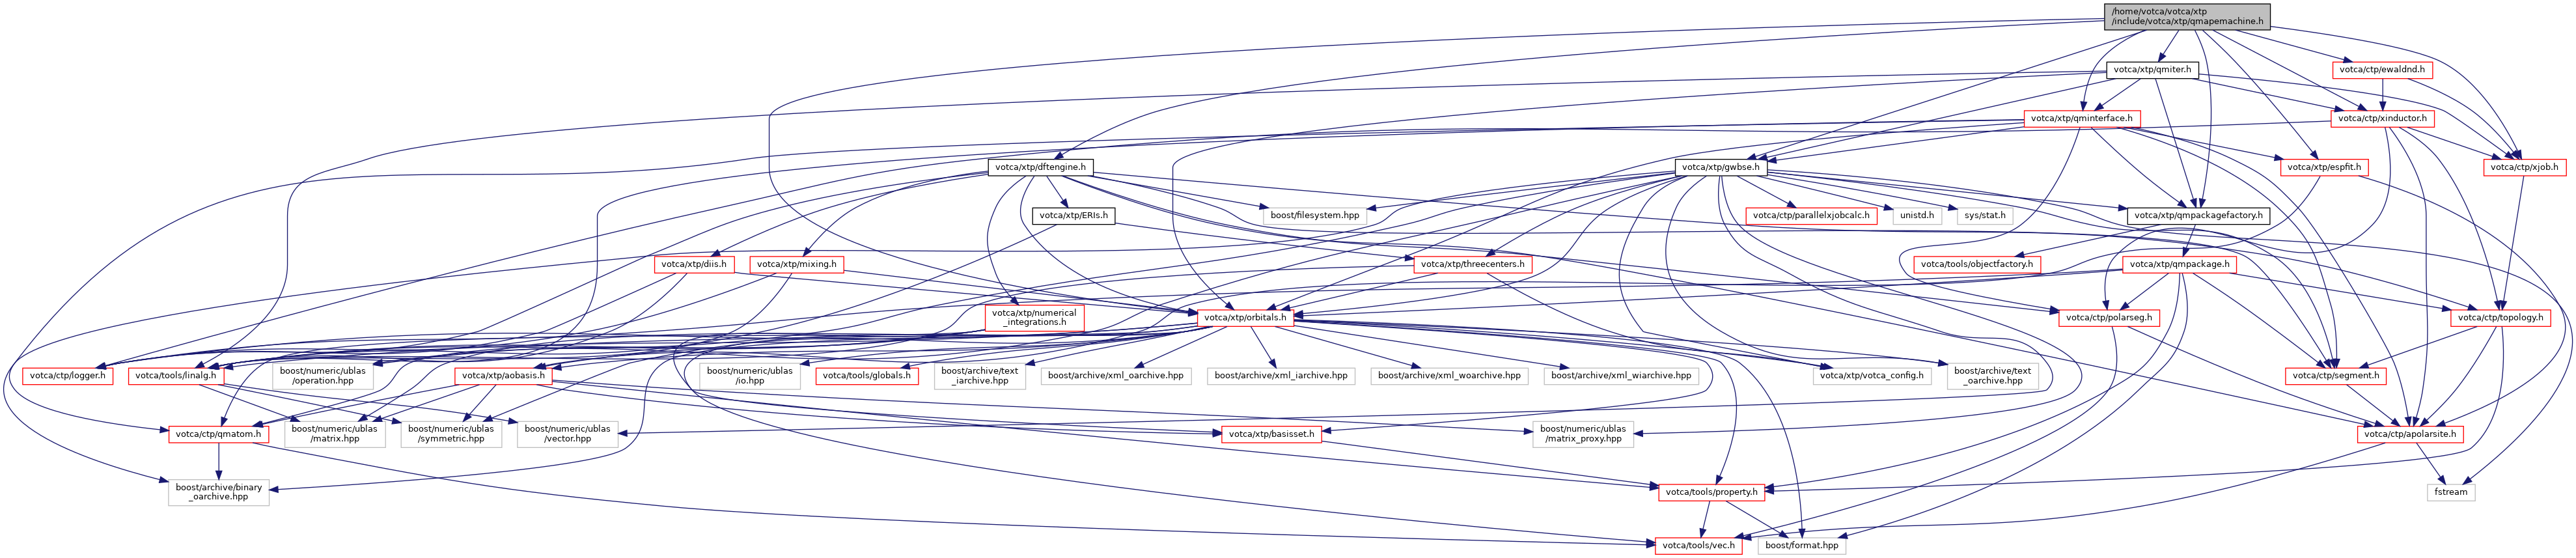 /home/votca/votca/xtp
/include/votca/xtp/qmapemachine.h
votca/xtp/qmiter.h
votca/ctp/ewaldnd.h
votca/xtp/qminterface.h
votca/ctp/xinductor.h
votca/xtp/dftengine.h
votca/xtp/gwbse.h
votca/xtp/espfit.h
votca/ctp/xjob.h
votca/xtp/ERIs.h
boost/filesystem.hpp
votca/ctp/parallelxjobcalc.h
unistd.h
sys/stat.h
votca/xtp/qmpackagefactory.h
votca/xtp/diis.h
votca/xtp/mixing.h
votca/xtp/threecenters.h
votca/tools/objectfactory.h
votca/xtp/qmpackage.h
votca/xtp/numerical
_integrations.h
votca/xtp/orbitals.h
votca/ctp/polarseg.h
votca/ctp/topology.h
votca/ctp/logger.h
votca/tools/linalg.h
boost/numeric/ublas
/operation.hpp
votca/xtp/aobasis.h
boost/numeric/ublas
/io.hpp
votca/tools/globals.h
boost/archive/text
_iarchive.hpp
boost/archive/xml_oarchive.hpp
boost/archive/xml_iarchive.hpp
boost/archive/xml_woarchive.hpp
boost/archive/xml_wiarchive.hpp
votca/xtp/votca_config.h
boost/archive/text
_oarchive.hpp
votca/ctp/segment.h
votca/ctp/qmatom.h
boost/numeric/ublas
/matrix.hpp
boost/numeric/ublas
/symmetric.hpp
boost/numeric/ublas
/vector.hpp
votca/xtp/basisset.h
boost/numeric/ublas
/matrix_proxy.hpp
votca/ctp/apolarsite.h
boost/archive/binary
_oarchive.hpp
votca/tools/property.h
fstream
votca/tools/vec.h
boost/format.hpp